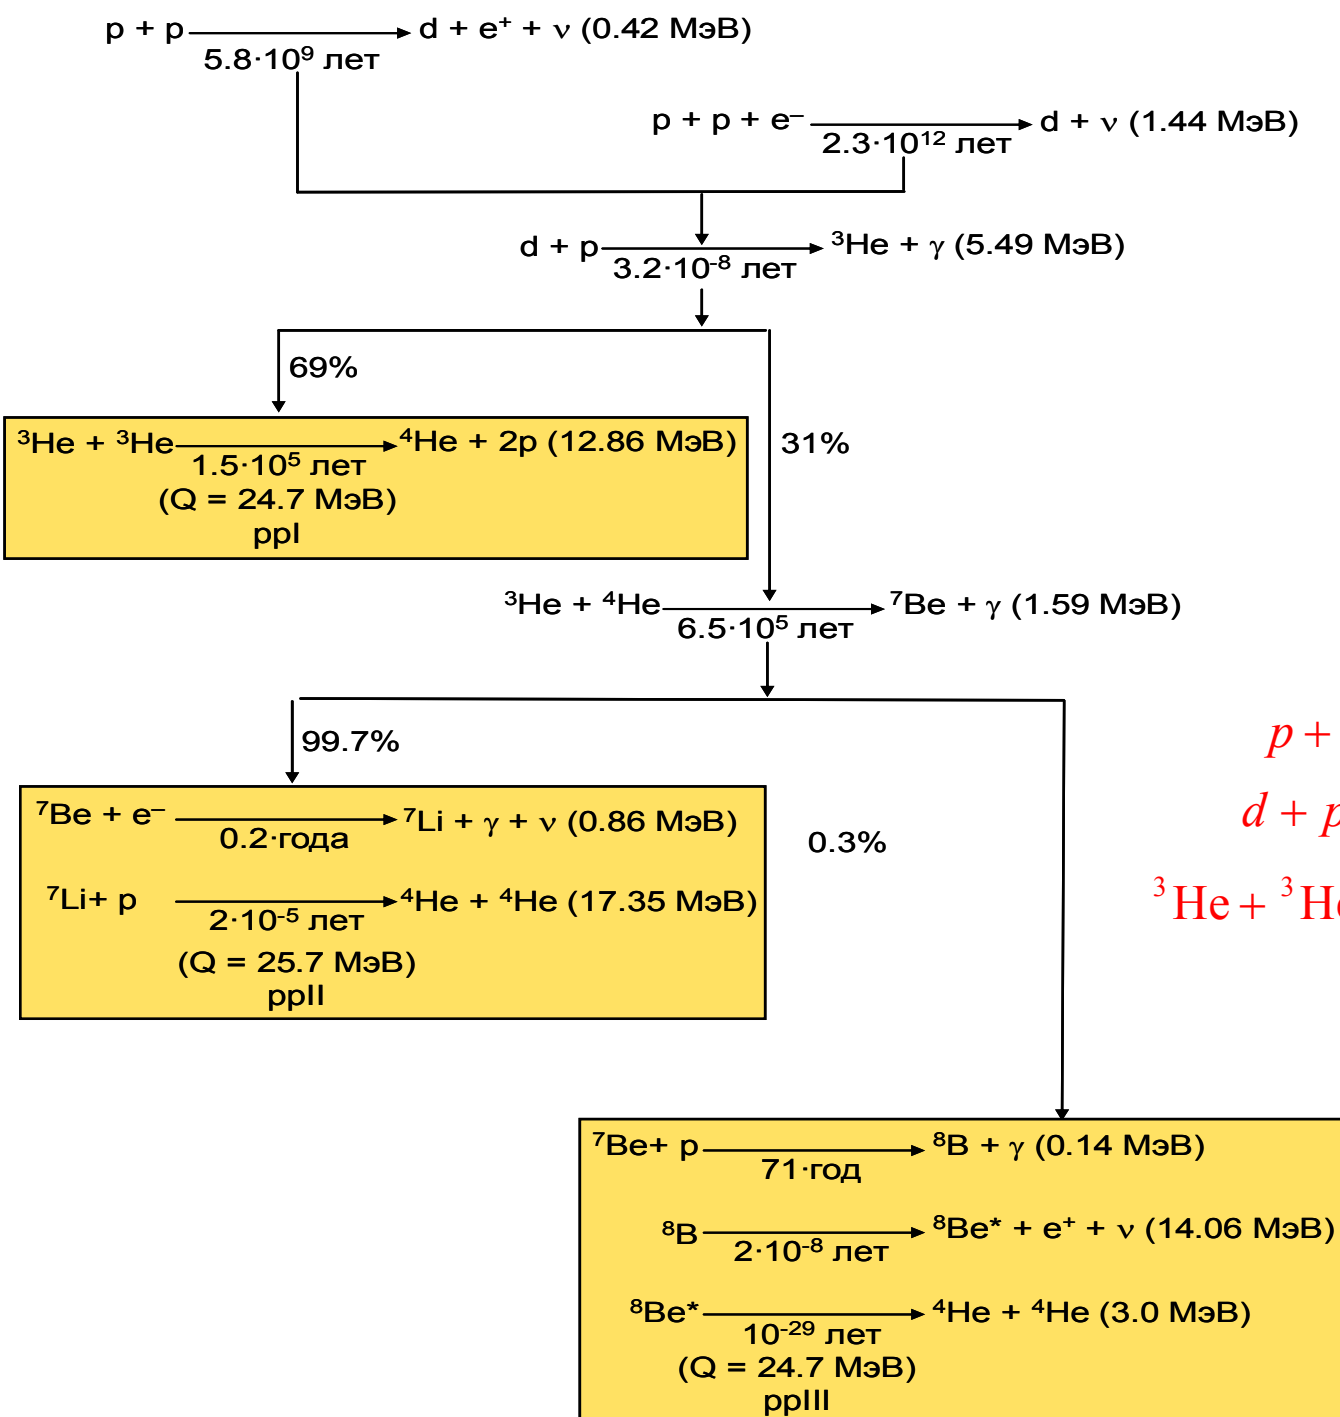 p + p → d + e⁺ + ν (0.42 МэВ)
5.8·10⁹ лет
p + p + e⁻ → d + ν (1.44 МэВ)
2.3·10¹² лет
d + p → ³He + γ (5.49 МэВ)
3.2·10⁻⁸ лет
69%
³He + ³He → ⁴He + 2p (12.86 МэВ)
31%
1.5·10⁵ лет
(Q = 24.7 МэВ)
ppI
³He + ⁴He → ⁷Be + γ (1.59 МэВ)
6.5·10⁵ лет
99.7%
p +
⁷Be + e⁻ → ⁷Li + γ + ν (0.86 МэВ)
0.2·года
0.3%
d + p
⁷Li+ p → ⁴He + ⁴He (17.35 МэВ)
2·10⁻⁵ лет
³He + ³He
(Q = 25.7 МэВ)
ppII
⁷Be+ p → ⁸B + γ (0.14 МэВ)
71·год
⁸B → ⁸Be* + e⁺ + ν (14.06 МэВ)
2·10⁻⁸ лет
⁸Be* → ⁴He + ⁴He (3.0 МэВ)
10⁻²⁹ лет
(Q = 24.7 МэВ)
ppIII